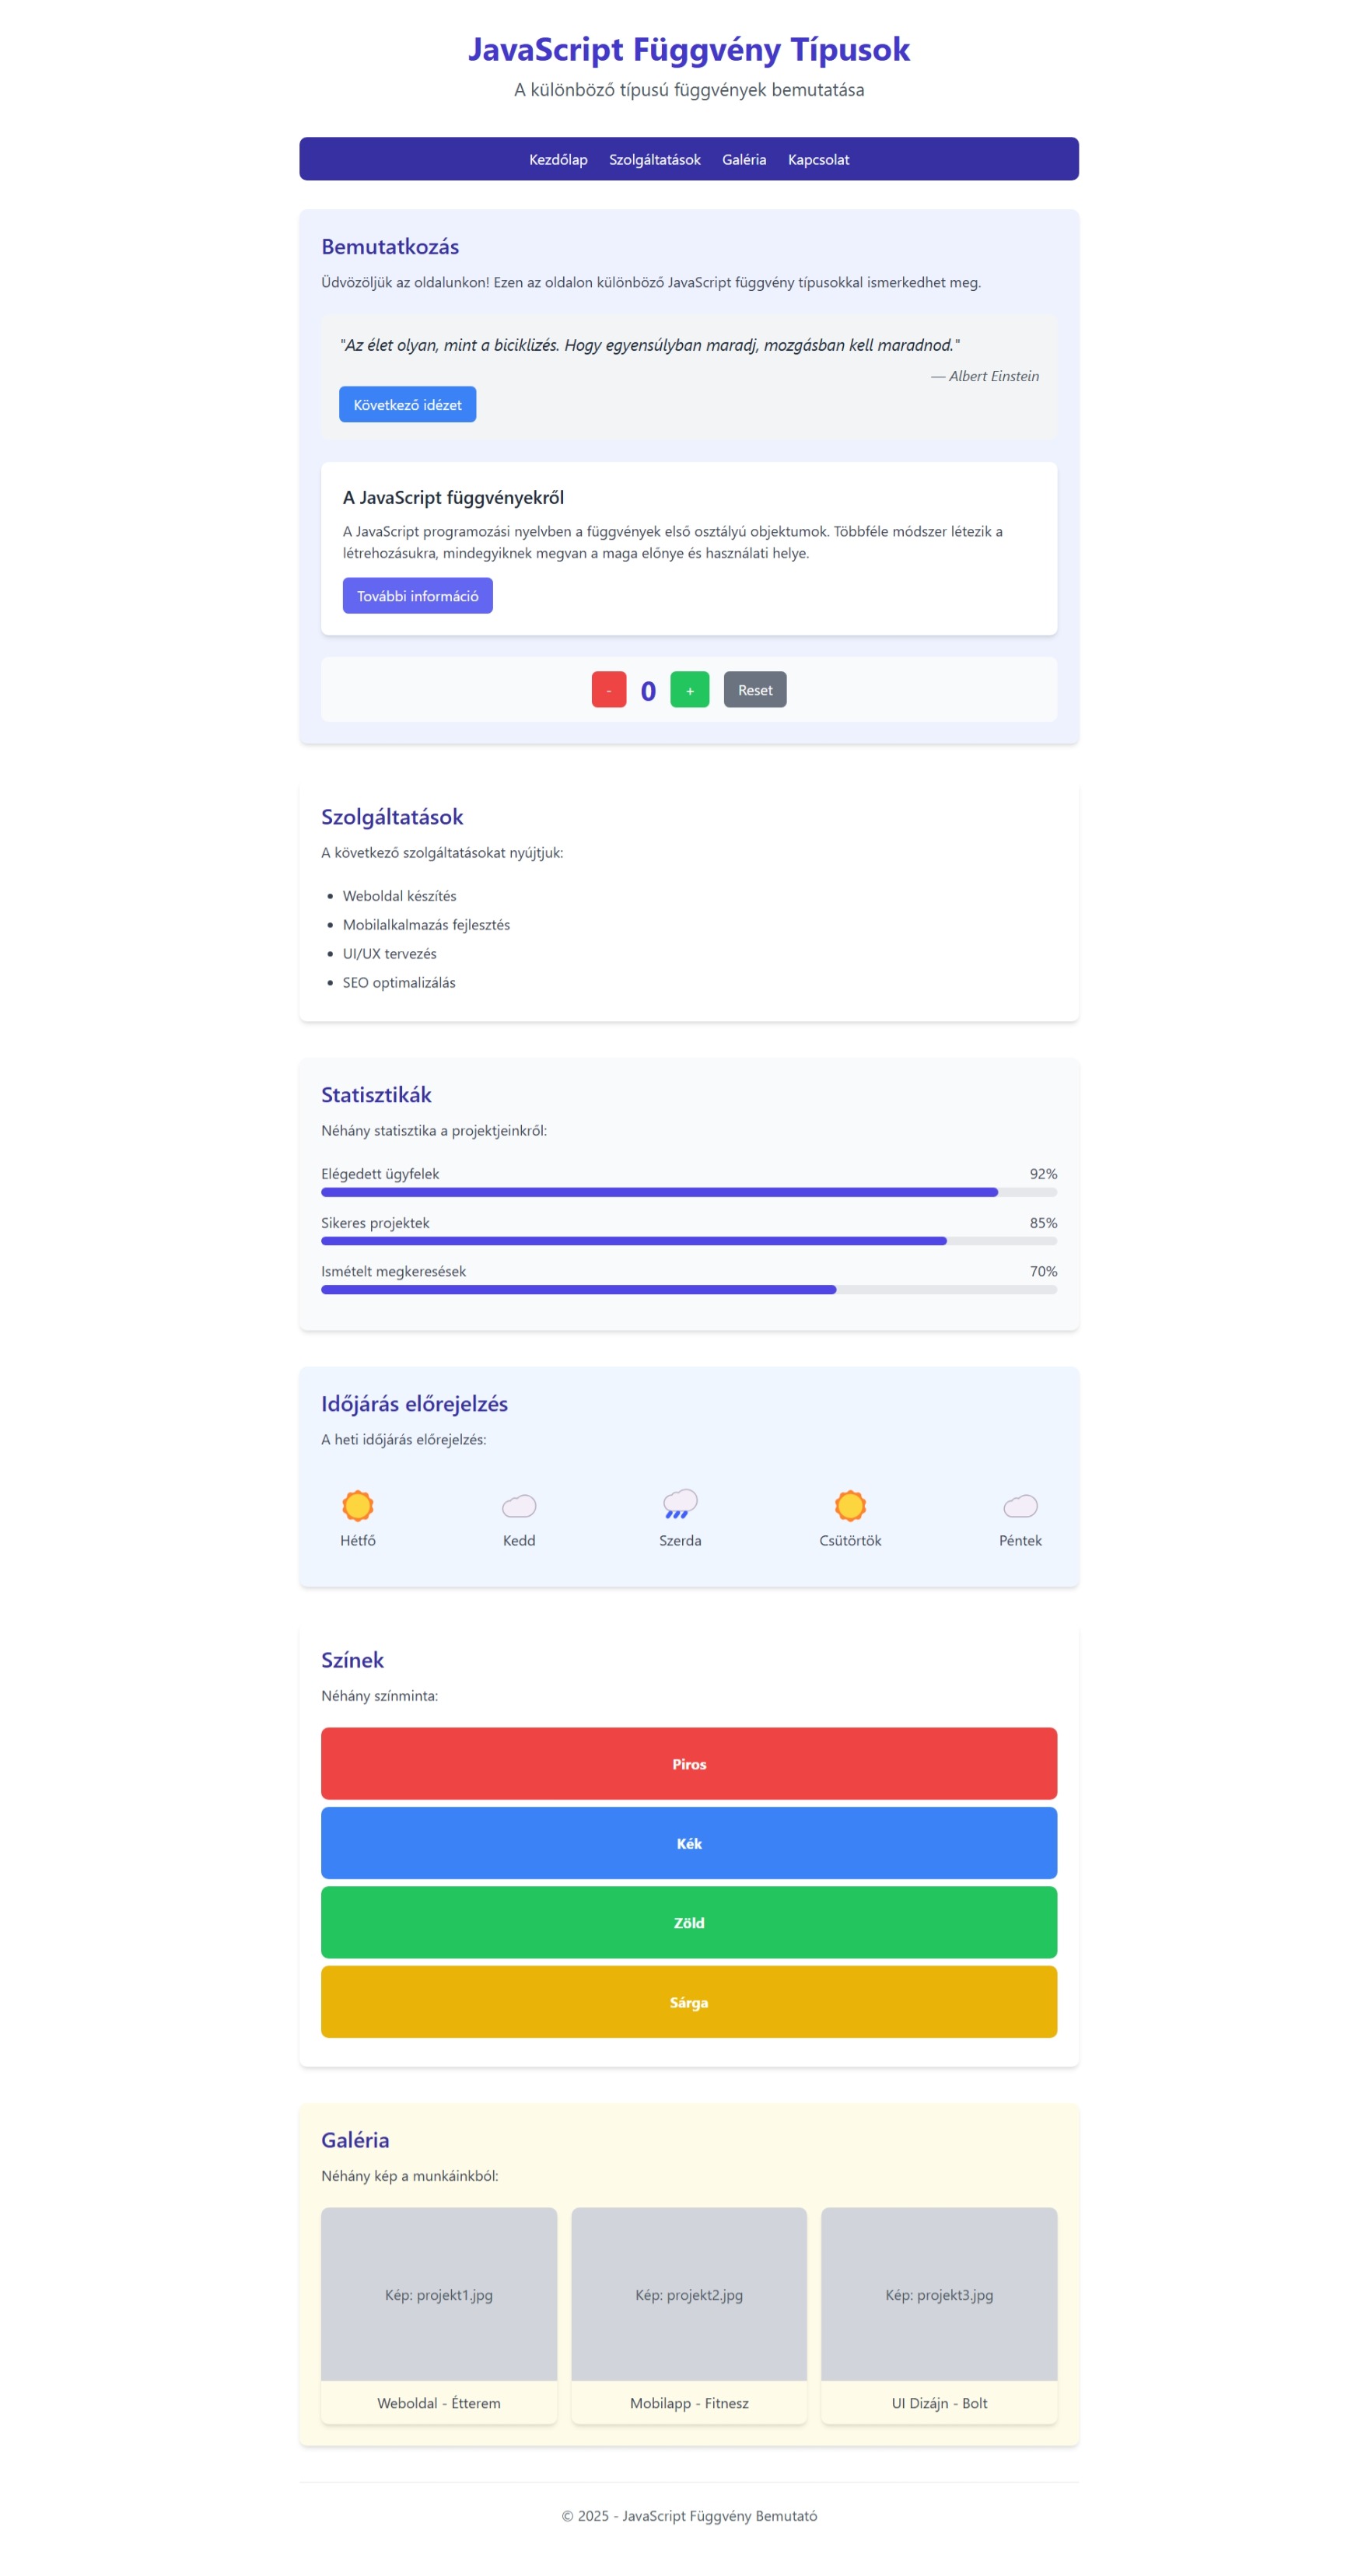 JavaScript Függvény Típusok
A különböző típusú függvények bemutatása
Kezdőlap Szolgáltatások Galéria Kapcsolat
Bemutatkozás
Üdvözöljük az oldalunkon! Ezen az oldalon különböző JavaScript függvény típusokkal ismerkedhet meg.
"Az élet olyan, mint a biciklizés. Hogy egyensúlyban maradj, mozgásban kell maradnod."
— Albert Einstein
Következő idézet
A JavaScript függvényekről
A JavaScript programozási nyelvben a függvények első osztályú objektumok. Többféle módszer létezik a
létrehozásukra, mindegyiknek megvan a maga előnye és használati helye.
További információ
- 0 + Reset
Szolgáltatások
A következő szolgáltatásokat nyújtjuk:
• Weboldal készítés
• Mobilalkalmazás fejlesztés
• UI/UX tervezés
• SEO optimalizálás
Statisztikák
Néhány statisztika a projektjeinkről:
Elégedett ügyfelek 92%
Sikeres projektek 85%
Ismételt megkeresések 70%
Időjárás előrejelzés
A heti időjárás előrejelzés:
Hétfő Kedd Szerda Csütörtök Péntek
Színek
Néhány színminta:
Piros
Kék
Zöld
Sárga
Galéria
Néhány kép a munkáinkból:
Kép: projekt1.jpg Kép: projekt2.jpg Kép: projekt3.jpg
Weboldal - Étterem Mobilapp - Fitnesz UI Dizájn - Bolt
© 2025 - JavaScript Függvény Bemutató